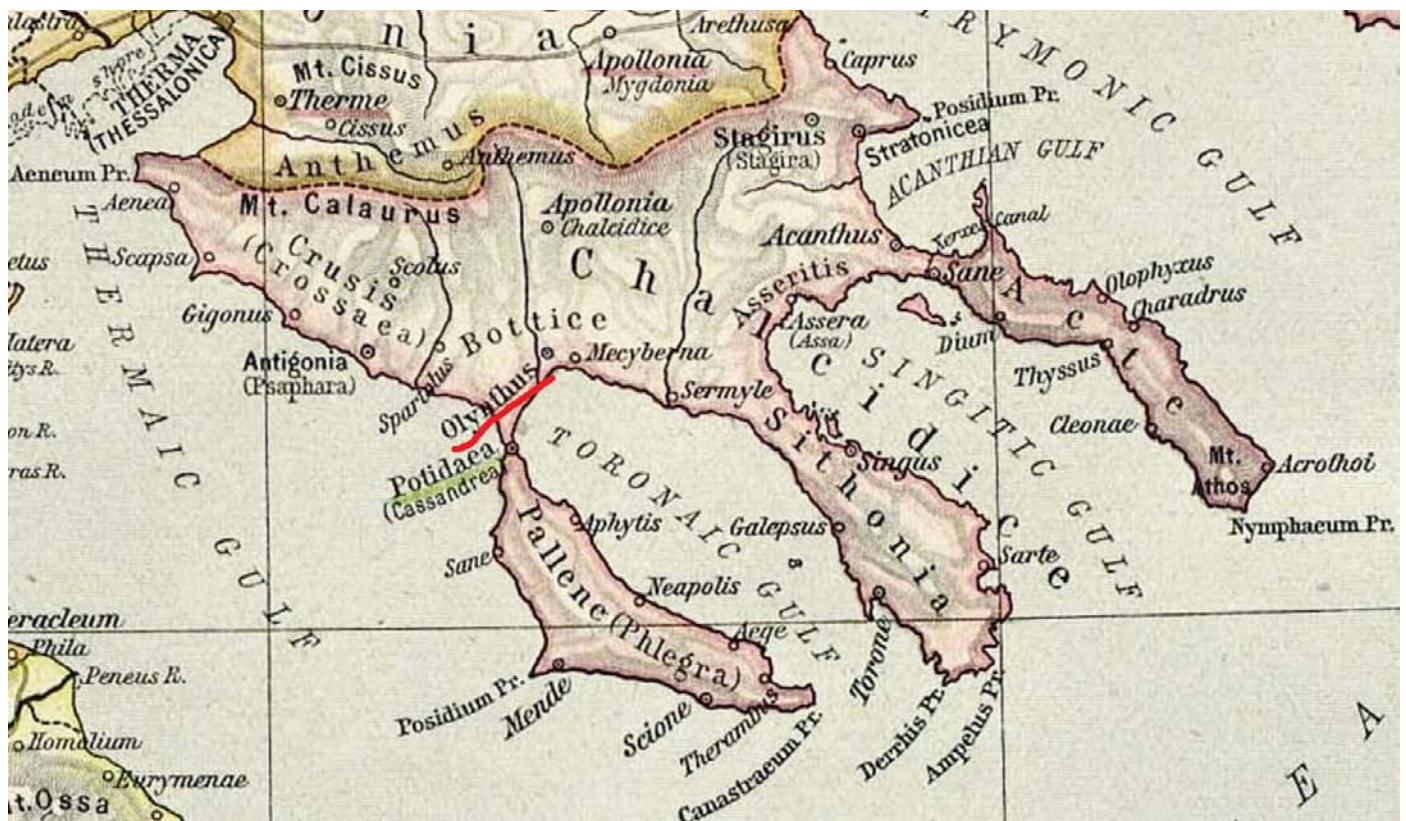 nia
Arethusa
THERMA
(THESSALONICA)
shore
Mt. Cissus
Therme
Cissus
Apollonia
Mygdonia
Caprus
Posidium Pr.
STRYMONIC GULF
Stagirus
(Stagira)
Stratonicea
ACANTHIAN GULF
Anthemus
Anthemus
Aeneum Pr.
Aenea
Mt. Calaurus
Apollonia
Chalcidice
Acanthus
Xerxes Canal
Sane
Scapsa
Crusis
(Crossaea)
Scolus
Chalcidice
Asseritis
Acte
Olophyxus
Charadrus
Gigonus
Bottice
Assera
(Assa)
Dium
Antigonia
(Psaphara)
Mecyberna
Thyssus
Spartolus
Olynthus
Sermyle
SINGITIC GULF
Cleonae
THERMAIC GULF
Potidaea
(Cassandrea)
TORONAIC GULF
Sithonia
Singus
Mt.
Athos
Acrothoi
Nymphaeum Pr.
Aphytis
Galepsus
Sane
Pallene (Phlegra)
Neapolis
Sarte
Aege
Torone
Phila
Peneus R.
Posidium Pr.
Mende
Scione
Therambus
Canastraeum Pr.
Derrhis Pr.
Ampelus Pr.
Homolium
Eurymenae
t. Ossa
EA